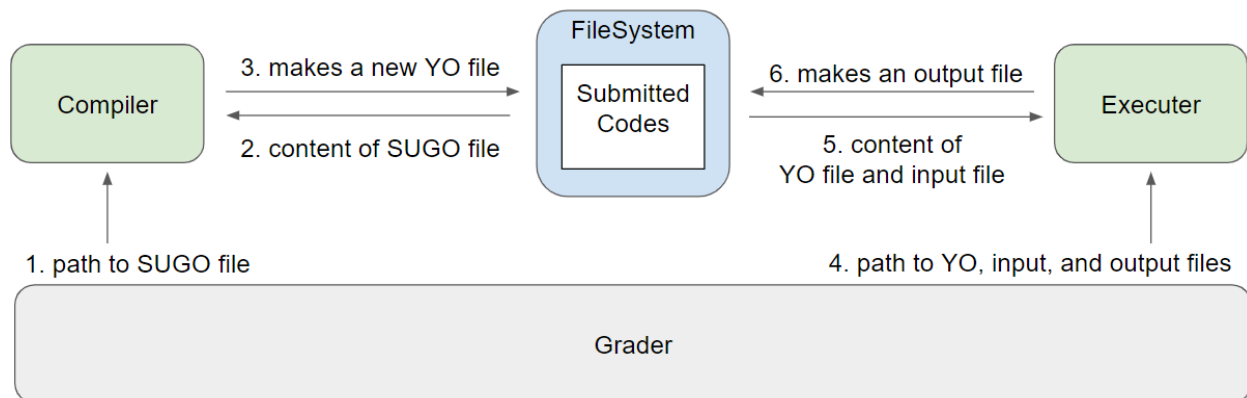 FileSystem
Submitted
Codes
Compiler
3. makes a new YO file
2. content of SUGO file
6. makes an output file
5. content of
YO file and input file
Executer
1. path to SUGO file
4. path to YO, input, and output files
Grader